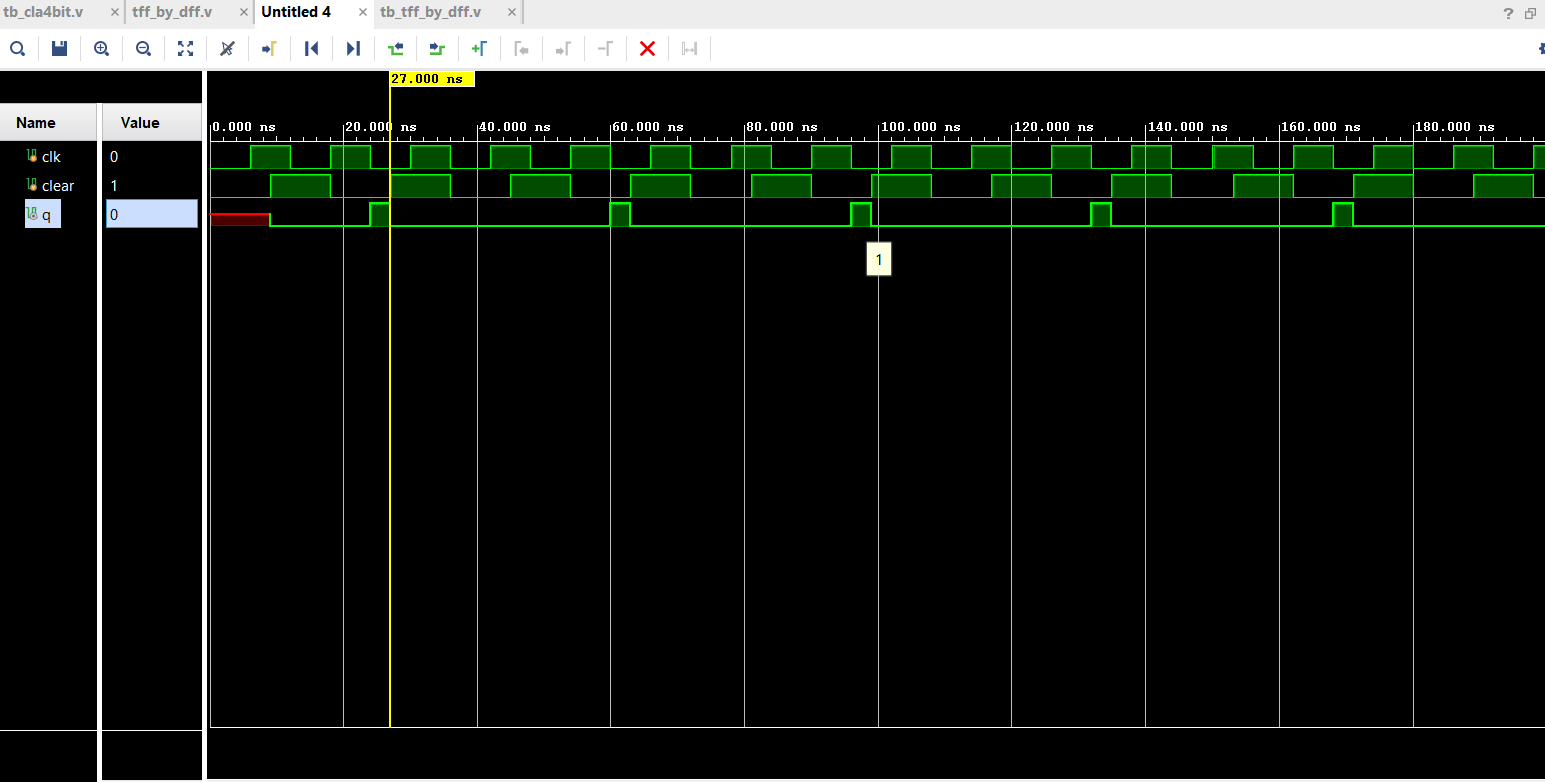 tb_cla4bit.v × tff_by_dff.v × Untitled 4 × tb_tff_by_dff.v × ?
27.000 ns
Name Value 0.000 ns 20.000 ns 40.000 ns 60.000 ns 80.000 ns 100.000 ns 120.000 ns 140.000 ns 160.000 ns 180.000 ns
clk 0
clear 1
q 0
1